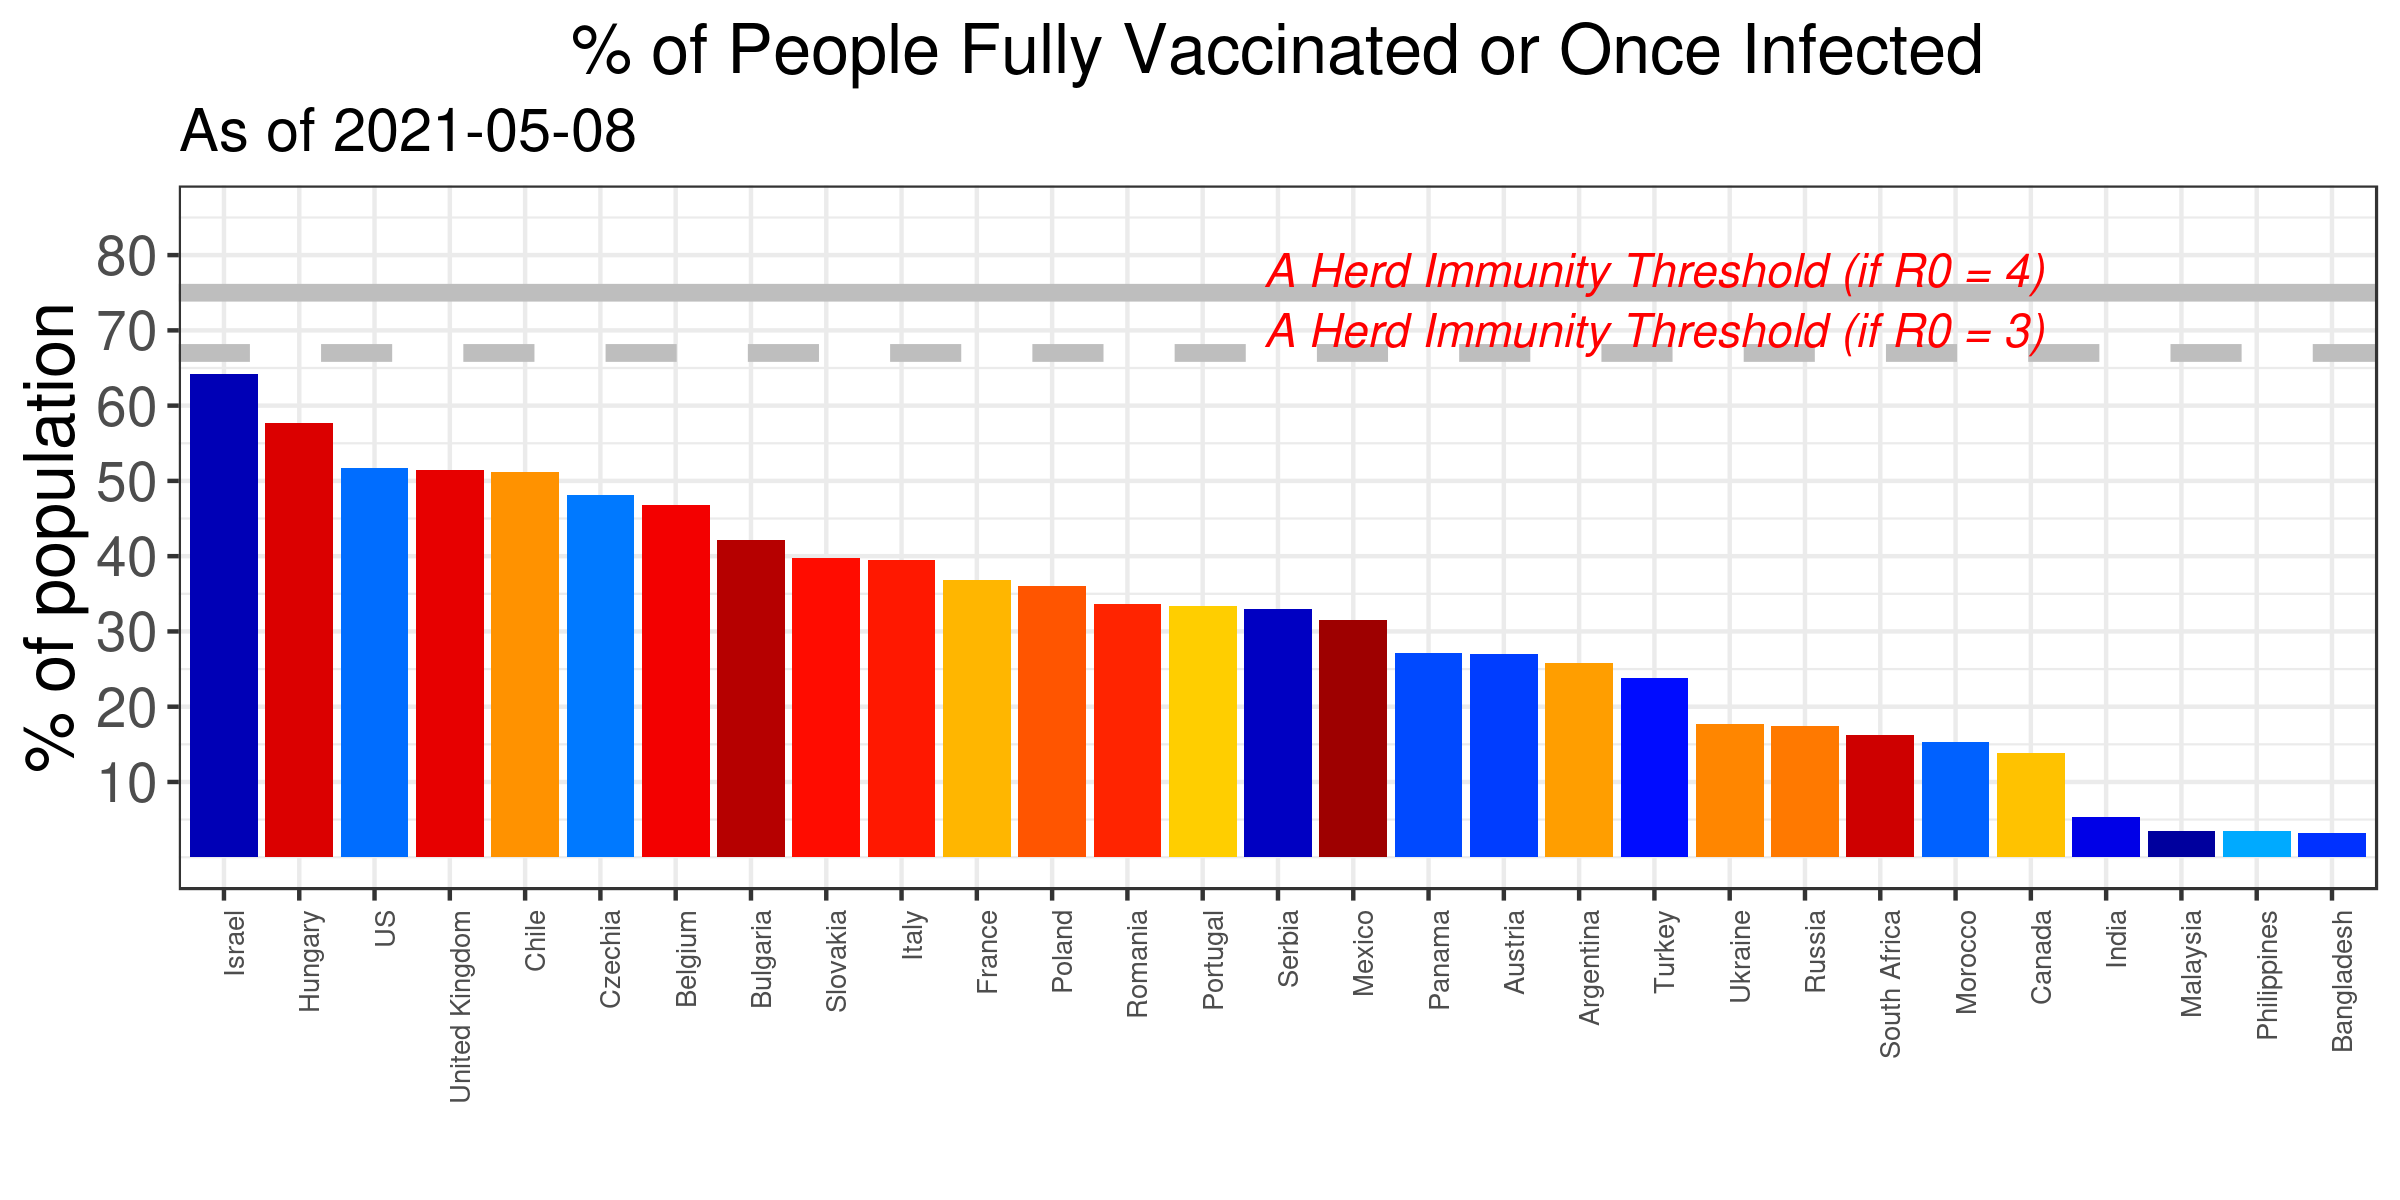 % of People Fully Vaccinated or Once Infected
As of 2021-05-08
% of population
80
70
60
50
40
30
20
10
A Herd Immunity Threshold (if R0 = 4)
A Herd Immunity Threshold (if R0 = 3)
Israel
Hungary
US
United Kingdom
Chile
Czechia
Belgium
Bulgaria
Slovakia
Italy
France
Poland
Romania
Portugal
Serbia
Mexico
Panama
Austria
Argentina
Turkey
Ukraine
Russia
South Africa
Morocco
Canada
India
Malaysia
Philippines
Bangladesh